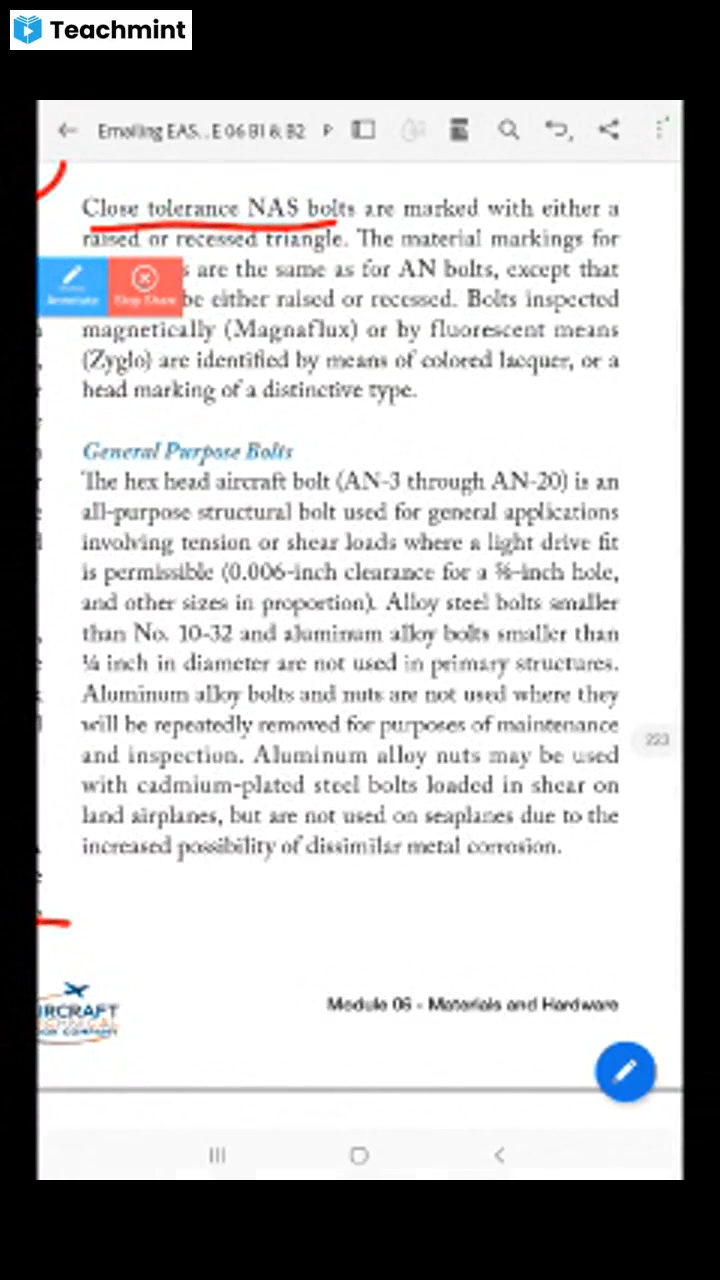 Teachmint
Emailing EAS...E 06 B1 & B2 P
Close tolerance NAS bolts are marked with either a
raised or recessed triangle. The material markings for
s are the same as for AN bolts, except that
Annotate Stop Share
be either raised or recessed. Bolts inspected
magnetically (Magnaflux) or by fluorescent means
(Zyglo) are identified by means of colored lacquer, or a
head marking of a distinctive type.
General Purpose Bolts
The hex head aircraft bolt (AN-3 through AN-20) is an
all-purpose structural bolt used for general applications
involving tension or shear loads where a light drive fit
is permissible (0.006-inch clearance for a ⅝-inch hole,
and other sizes in proportion). Alloy steel bolts smaller
than No. 10-32 and aluminum alloy bolts smaller than
¼ inch in diameter are not used in primary structures.
Aluminum alloy bolts and nuts are not used where they
will be repeatedly removed for purposes of maintenance
and inspection. Aluminum alloy nuts may be used
223
with cadmium-plated steel bolts loaded in shear on
land airplanes, but are not used on seaplanes due to the
increased possibility of dissimilar metal corrosion.
IRCRAFT
Module 06 - Materials and Hardware